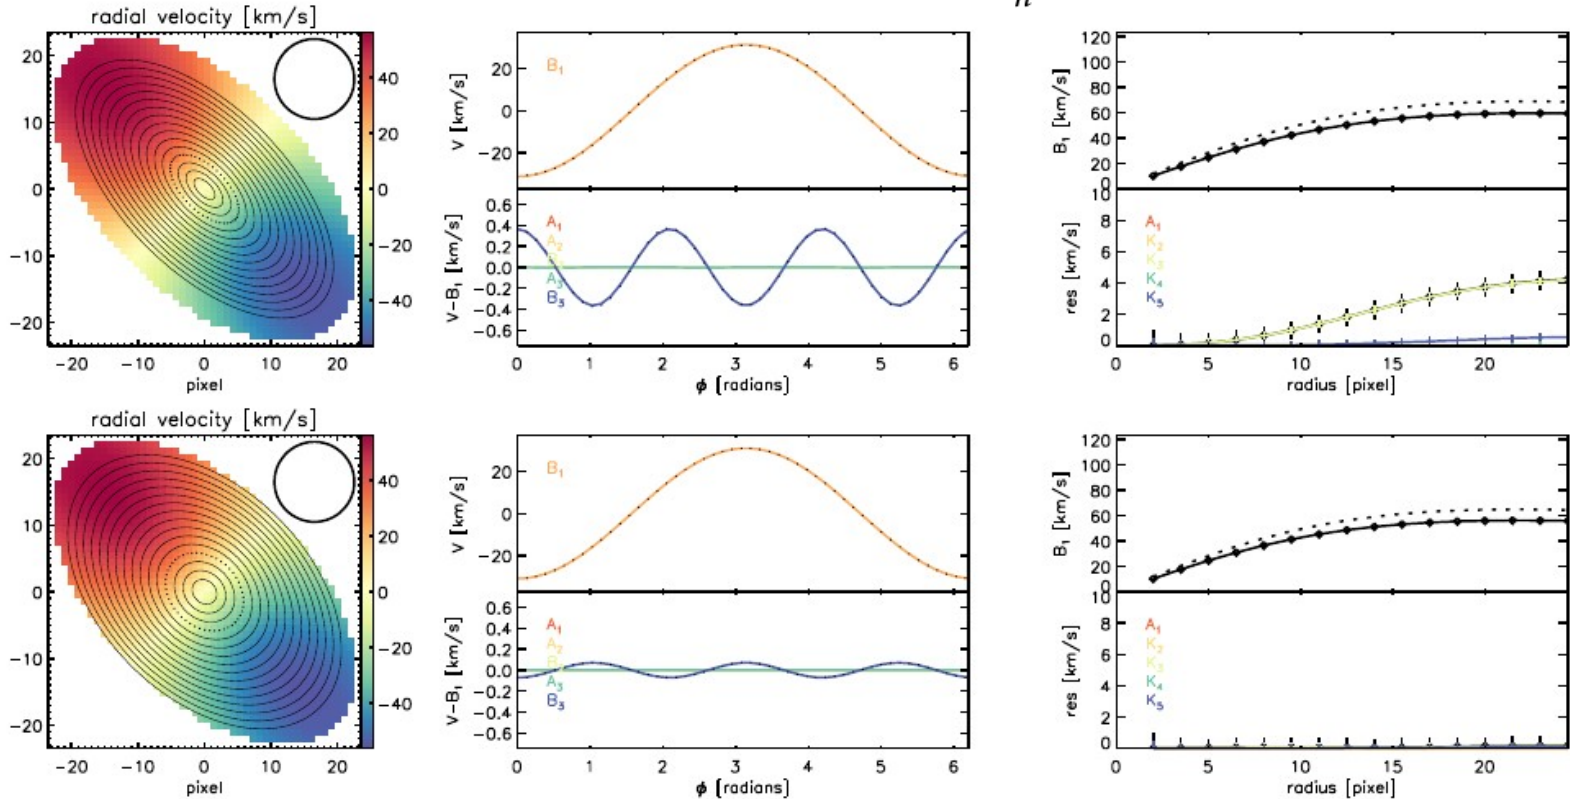 n
radial velocity [km/s]
20
10
0
−10
−20
−20 −10 0 10 20
pixel
40
20
0
−20
−40
B1
V [km/s]
20
0
−20
V−B1 [km/s]
0.6
0.4
0.2
0.0
−0.2
−0.4
−0.6
A1
A2
A3
B3
0 1 2 3 4 5 6
ϕ [radians]
B1 [km/s]
120
100
80
60
40
20
0
res [km/s]
10
8
6
4
2
0
A1
K2
K3
K4
K5
0 5 10 15 20
radius [pixel]
radial velocity [km/s]
20
10
0
−10
−20
−20 −10 0 10 20
pixel
40
20
0
−20
−40
B1
V [km/s]
20
0
−20
V−B1 [km/s]
0.6
0.4
0.2
0.0
−0.2
−0.4
−0.6
A1
A2
A3
B3
0 1 2 3 4 5 6
ϕ [radians]
B1 [km/s]
120
100
80
60
40
20
0
res [km/s]
10
8
6
4
2
0
A1
K2
K3
K4
K5
0 5 10 15 20
radius [pixel]